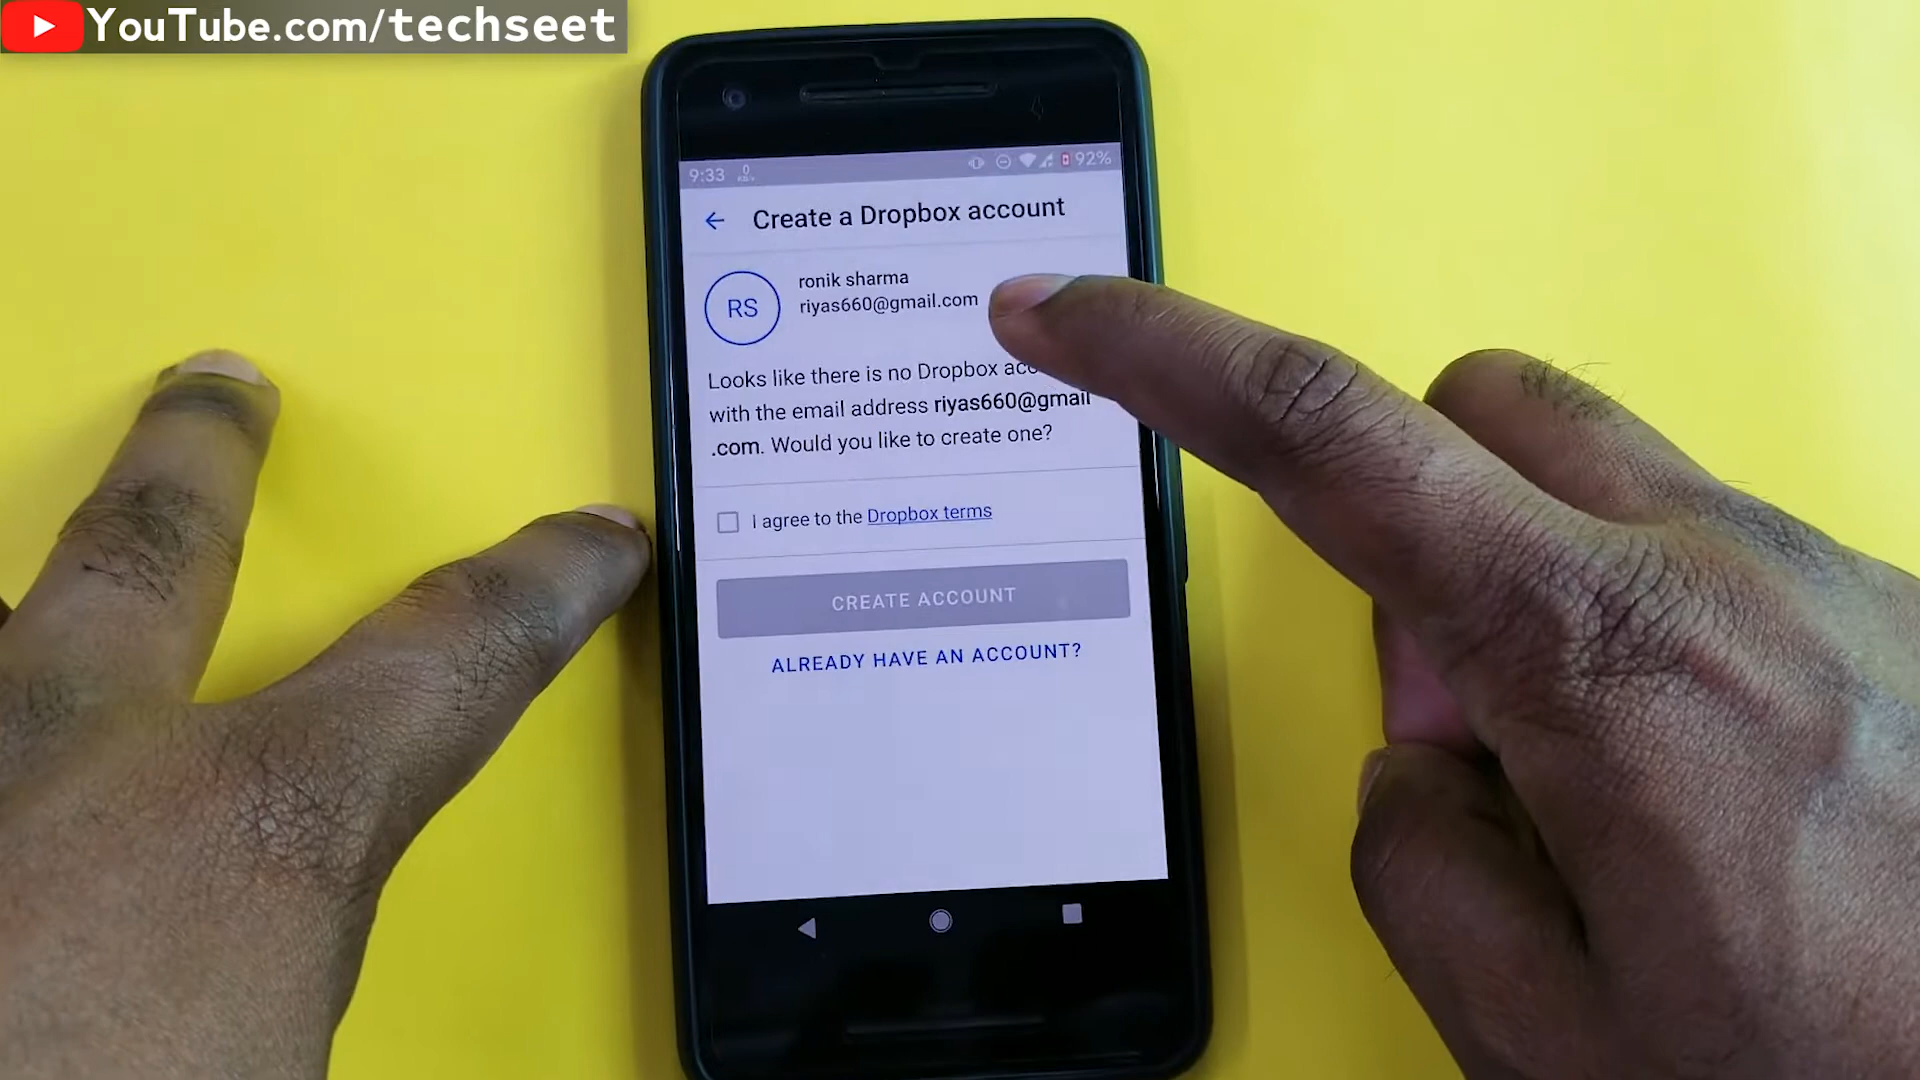 YouTube.com/techseet
9:33
0
92%
Create a Dropbox account
RS
ronik sharma
riyas660@gmail.com
Looks like there is no Dropbox
with the email address riyas660@gmail
.com. Would you like to create one?
I agree to the Dropbox terms
CREATE ACCOUNT
ALREADY HAVE AN ACCOUNT?